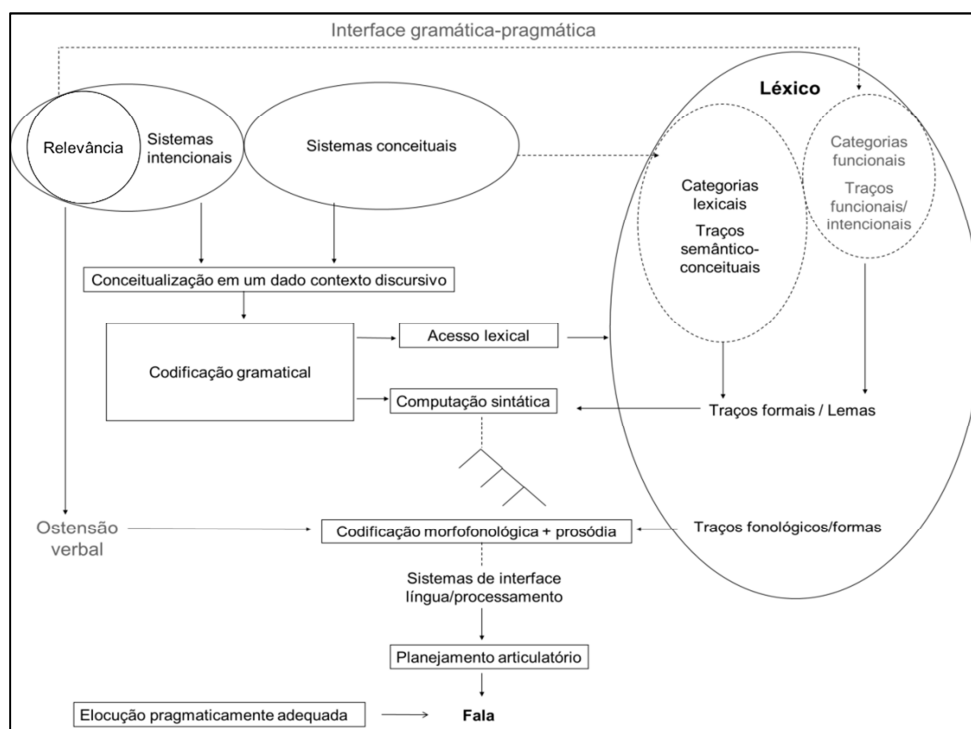 Interface gramática-pragmática
Léxico
Relevância
Sistemas
intencionais
Sistemas conceituais
Categorias
funcionais
Traços
funcionais/
intencionais
Categorias
lexicais
Traços
semântico-
conceituais
Conceitualização em um dado contexto discursivo
Acesso lexical
Codificação gramatical
Computação sintática
Traços formais / Lemas
Ostensão
verbal
Codificação morfofonológica + prosódia
Traços fonológicos/formas
Sistemas de interface
língua/processamento
Planejamento articulatório
Elocução pragmaticamente adequada
Fala